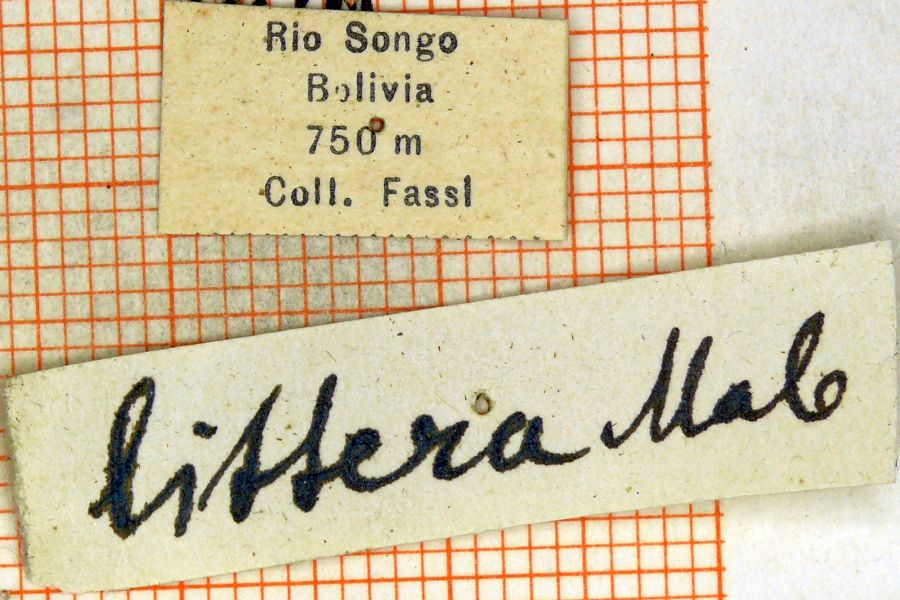 Rio Songo
Bolivia
750 m
Coll. Fassl
littera Mab